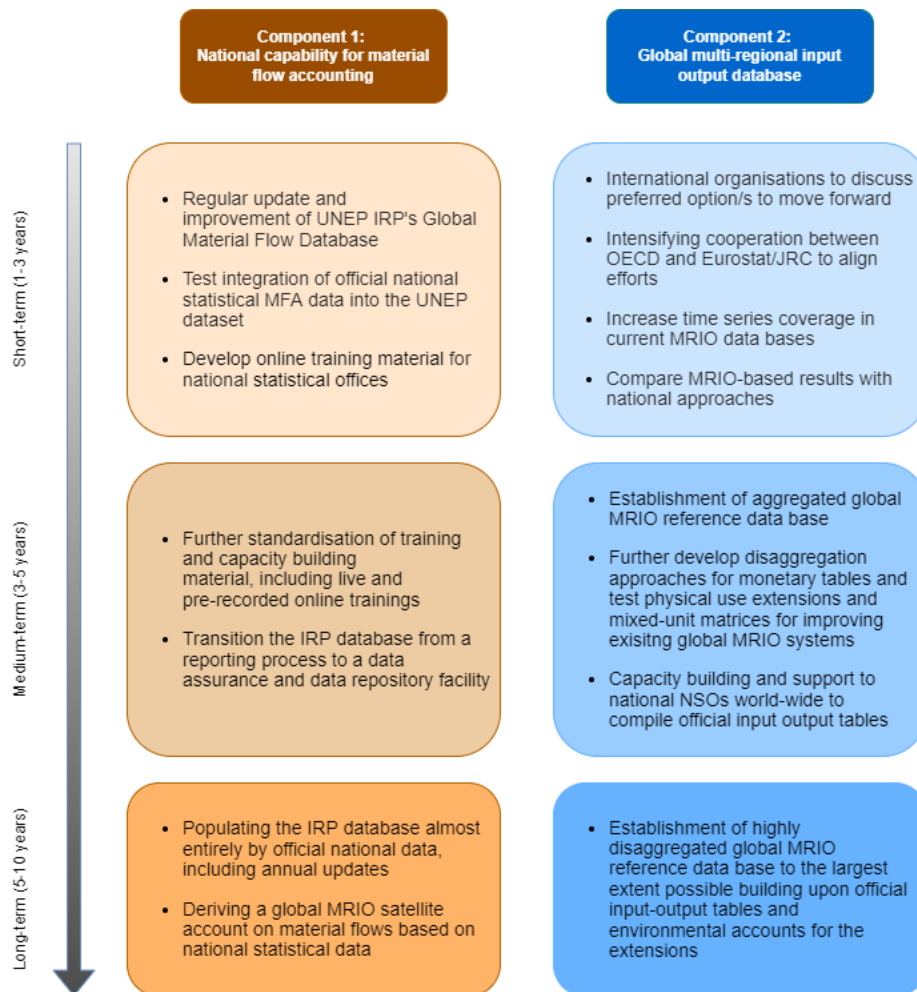 Component 1:
National capability for material
flow accounting
Component 2:
Global multi-regional input
output database
Short-term (1-3 years)
• Regular update and
improvement of UNEP IRP's Global
Material Flow Database
• Test integration of official national
statistical MFA data into the UNEP
dataset
• Develop online training material for
national statistical offices
• International organisations to discuss
preferred option/s to move forward
• Intensifying cooperation between
OECD and Eurostat/JRC to align
efforts
• Increase time series coverage in
current MRIO data bases
• Compare MRIO-based results with
national approaches
Medium-term (3-5 years)
• Further standardisation of training
and capacity building
material, including live and
pre-recorded online trainings
• Transition the IRP database from a
reporting process to a data
assurance and data repository facility
• Establishment of aggregated global
MRIO reference data base
• Further develop disaggregation
approaches for monetary tables and
test physical use extensions and
mixed-unit matrices for improving
exisitng global MRIO systems
• Capacity building and support to
national NSOs world-wide to
compile official input output tables
Long-term (5-10 years)
• Populating the IRP database almost
entirely by official national data,
including annual updates
• Deriving a global MRIO satellite
account on material flows based on
national statistical data
• Establishment of highly
disaggregated global MRIO
reference data base to the largest
extent possible building upon official
input-output tables and
environmental accounts for the
extensions